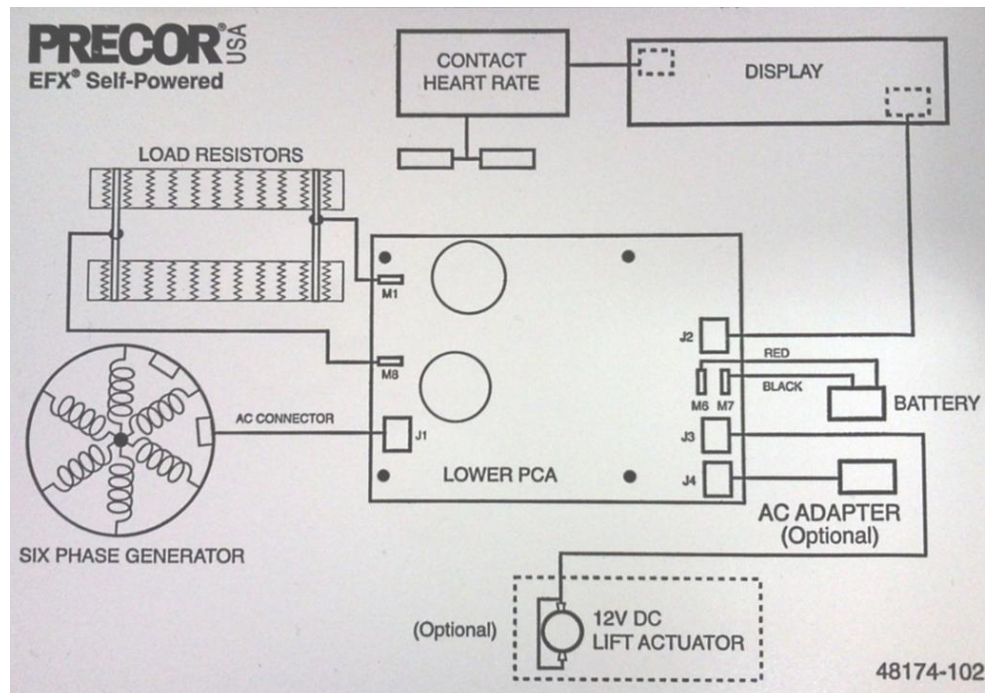 PRECOR® USA
EFX® Self-Powered
CONTACT
HEART RATE
DISPLAY
LOAD RESISTORS
M1
J2
RED
M8
BLACK
M6 M7
BATTERY
AC CONNECTOR
J1
J3
LOWER PCA
J4
AC ADAPTER
(Optional)
SIX PHASE GENERATOR
(Optional)
12V DC
LIFT ACTUATOR
48174-102